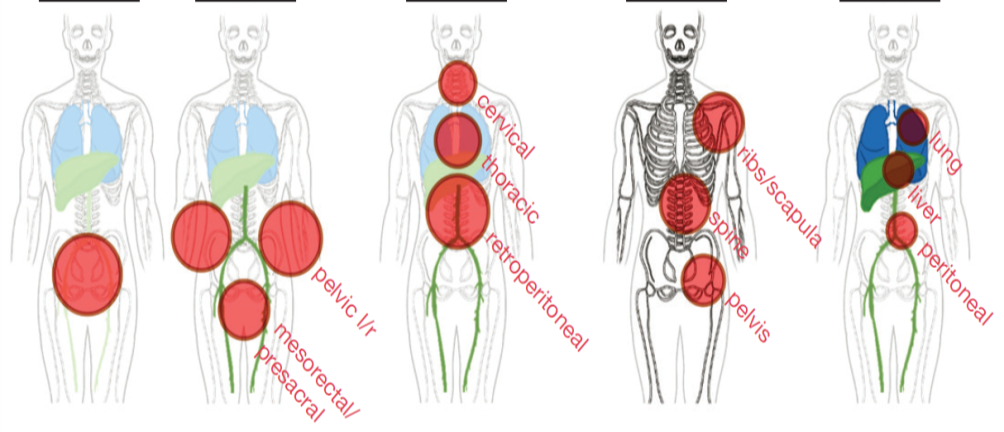 pelvic l/r
mesorectal/
presacral
cervical
thoracic
retroperitoneal
ribs/scapula
spine
pelvis
lung
liver
peritoneal